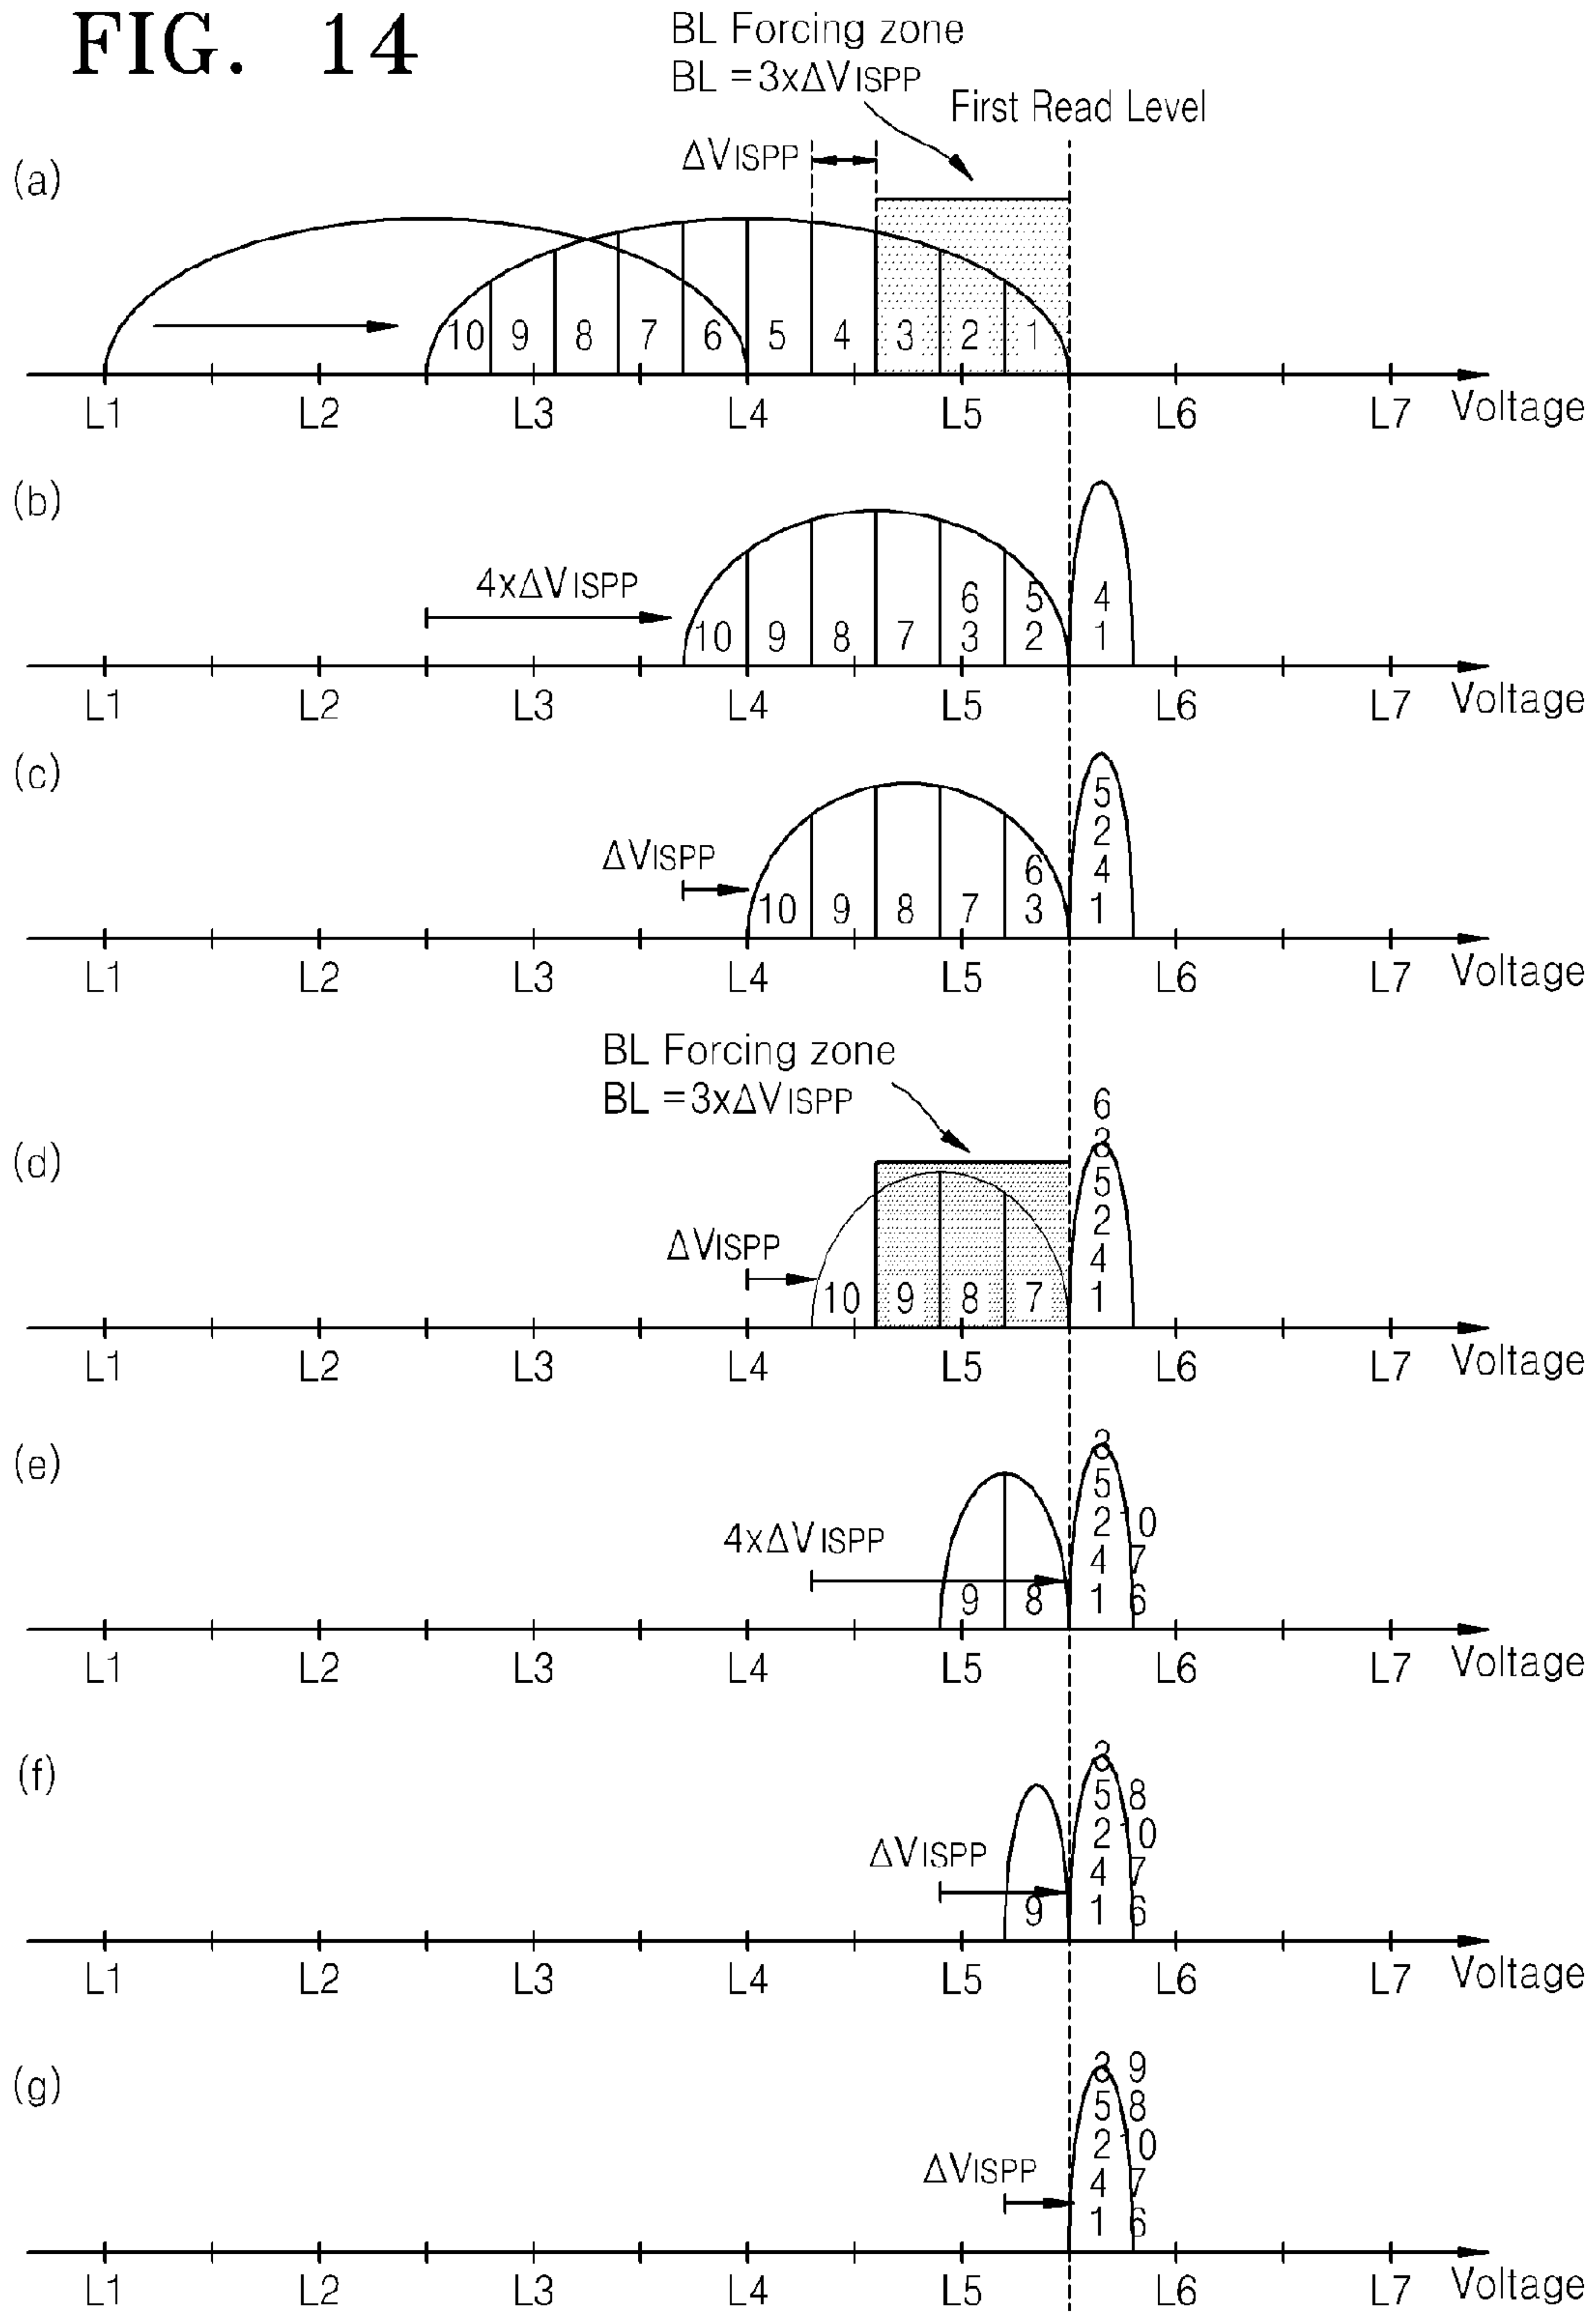 FIG. 14
BL Forcing zone
BL =3xΔVISPP
First Read Level
ΔVISPP
(a)
10 9 8 7 6 5 4 3 2 1
L1 L2 L3 L4 L5 L6 L7 Voltage
(b)
4xΔVISPP
6 5 4
10 9 8 7 3 2 1
L1 L2 L3 L4 L5 L6 L7 Voltage
(c)
5
2
ΔVISPP
6 4
10 9 8 7 3 1
L1 L2 L3 L4 L5 L6 L7 Voltage
BL Forcing zone
BL =3xΔVISPP
6
3
(d)
5
2
ΔVISPP
4
10 9 8 7 1
L1 L2 L3 L4 L5 L6 L7 Voltage
(e)
3
5
2 10
4xΔVISPP
4 7
9 8 1 6
L1 L2 L3 L4 L5 L6 L7 Voltage
(f)
3
5 8
2 10
ΔVISPP
4 7
9 1 6
L1 L2 L3 L4 L5 L6 L7 Voltage
(g)
3 9
5 8
2 10
ΔVISPP
4 7
1 6
L1 L2 L3 L4 L5 L6 L7 Voltage